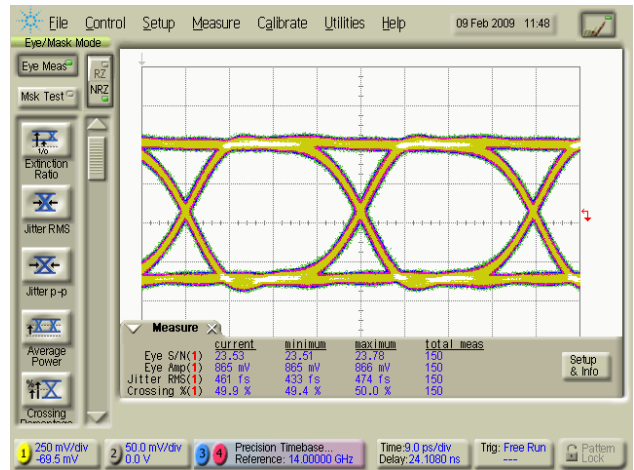 File Control Setup Measure Calibrate Utilities Help 09 Feb 2009 11:48
Eye/Mask Mode
Eye Meas
RZ
Msk Test
NRZ
1/0
Extinction
Ratio
Jitter RMS
Jitter p-p
Average
Power
Crossing
Percentage
Measure
current minimum maximum total meas
Eye S/N(1) 23.53 23.51 23.78 150
Eye Amp(1) 865 mV 865 mV 866 mV 150
Jitter RMS(1) 461 fs 433 fs 474 fs 150
Crossing %(1) 49.9 % 49.4 % 50.0 % 150
Setup
& Info
1 250 mV/div
-69.5 mV
2 50.0 mV/div
0.0 V
3 4 Precision Timebase...
Reference: 14.00000 GHz
Time:9.0 ps/div
Delay:24.1080 ns
Trig: Free Run
---
Pattern
Lock